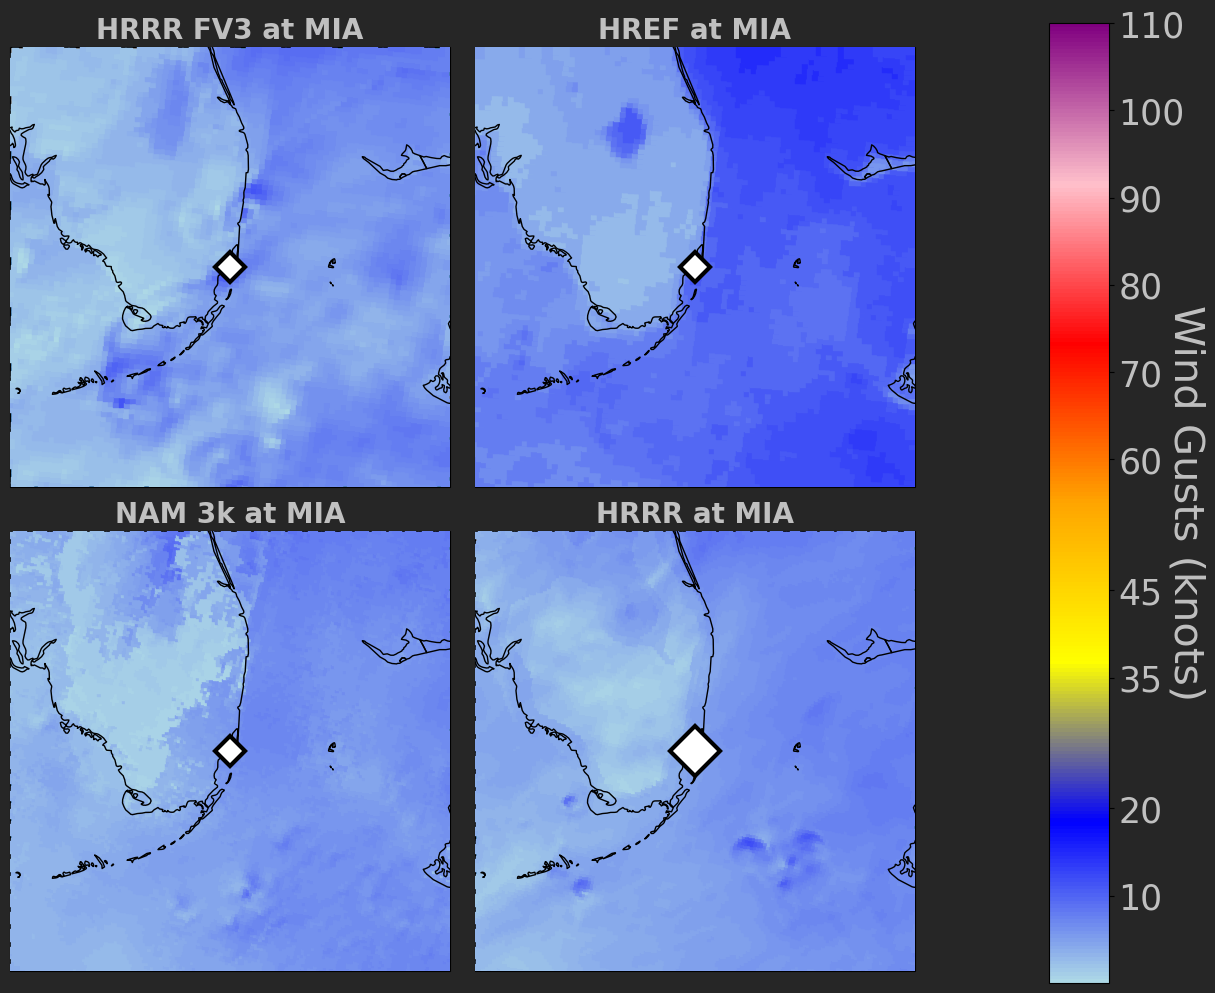 HRRR FV3 at MIA
HREF at MIA
NAM 3k at MIA
HRRR at MIA
110
100
90
80
70
60
45
35
20
10
Wind Gusts (knots)